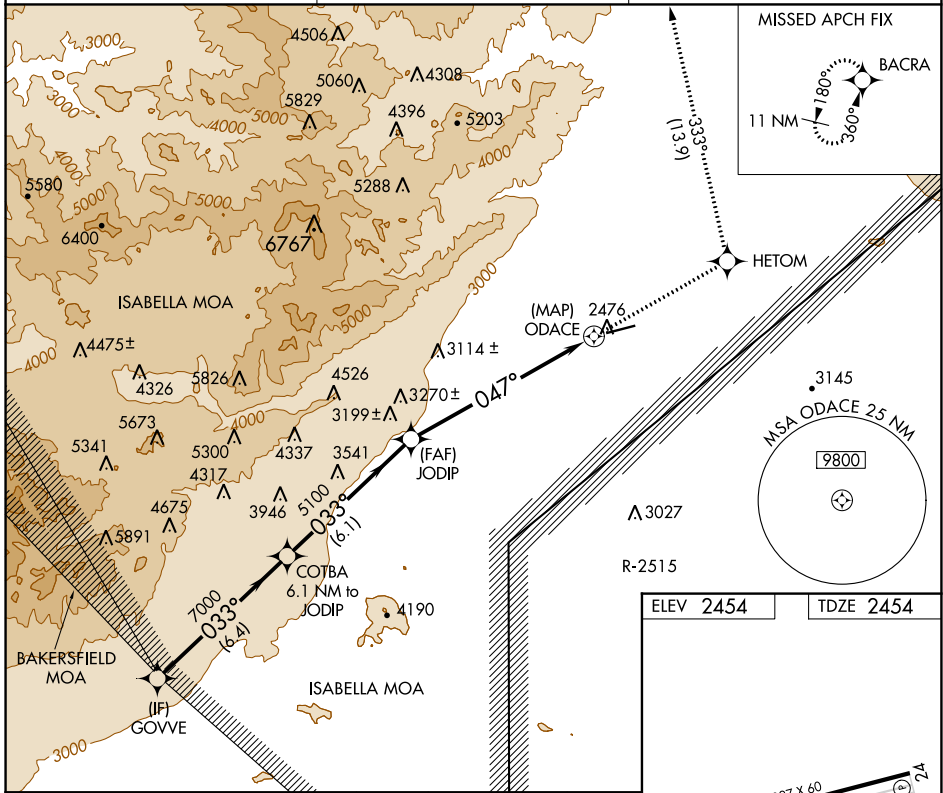 3000
4506
5060
4308
5829
5000
4396
5203
3000
4000
4000
4000
5288
5580
5000
6400
6767
3000
333°
(13.9)
MISSED APCH FIX
BACRA
180°
360°
11 NM
HETOM
ISABELLA MOA
5000
(MAP)
ODACE
2476
4000
4475±
4326
5826
4526
3114 ±
3270±
3199±
047°
3145
MSA ODACE 25 NM
9800
5673
4000
5341
5300
4337
(FAF)
JODIP
4317
3541
3946
5100
033°
(6.1)
4675
5891
3027
R-2515
COTBA
6.1 NM to
JODIP
7000
033°
(6.4)
4190
BAKERSFIELD
MOA
(IF)
GOVVE
ISABELLA MOA
3000
ELEV 2454
TDZE 2454
X 60
P
24